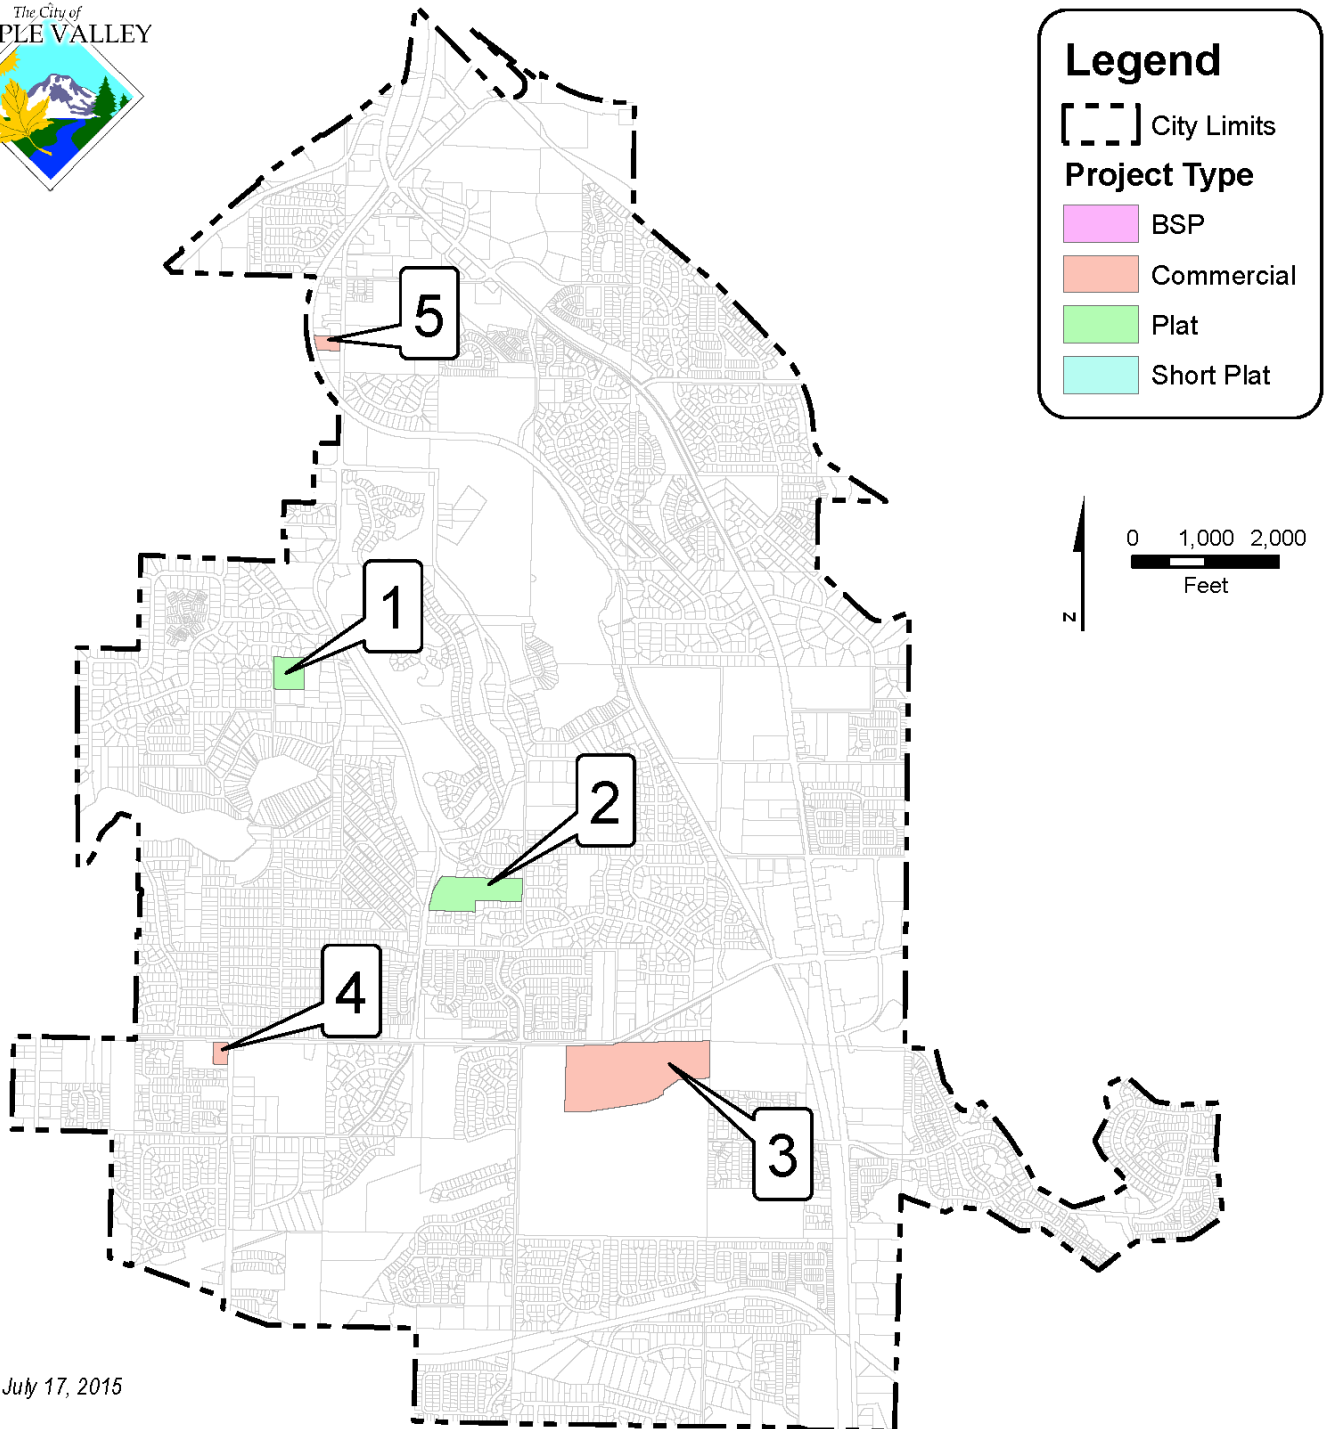 The City of
PLE VALLEY
Legend
City Limits
Project Type
BSP
Commercial
Plat
Short Plat
0 1,000 2,000
Feet
N
5
1
2
4
3
July 17, 2015